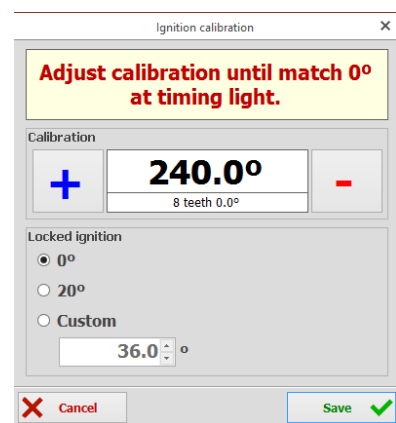 Ignition calibration ×
Adjust calibration until match 0º
at timing light.
Calibration
+ 240.0º -
8 teeth 0.0º
Locked ignition
0º
20º
Custom
36.0 º
Cancel Save